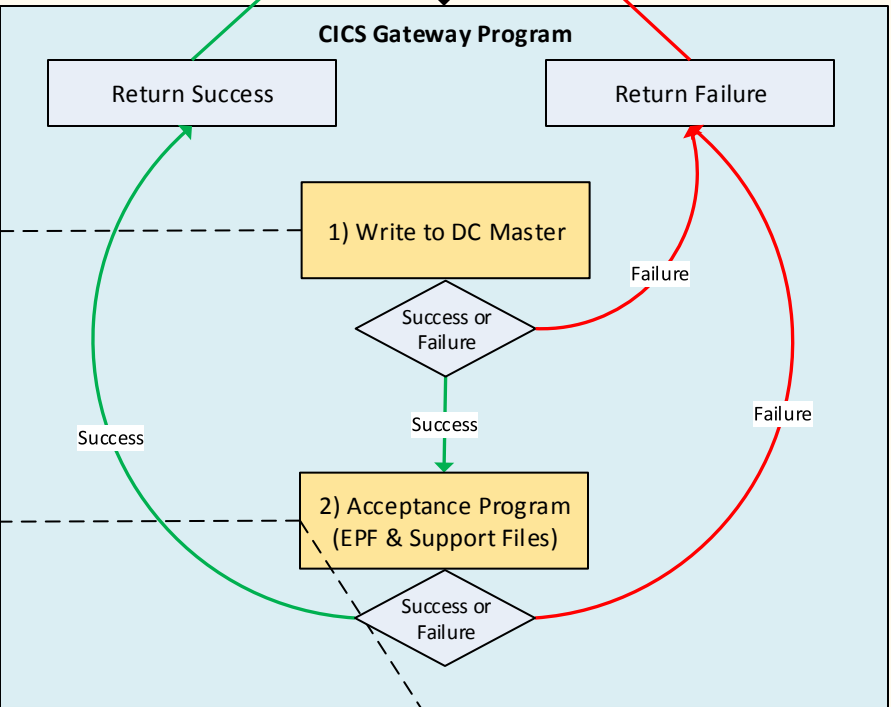 CICS Gateway Program
Return Success
Return Failure
1) Write to DC Master
Failure
Success or
Failure
Success
Failure
Success
2) Acceptance Program
(EPF & Support Files)
Success or
Failure